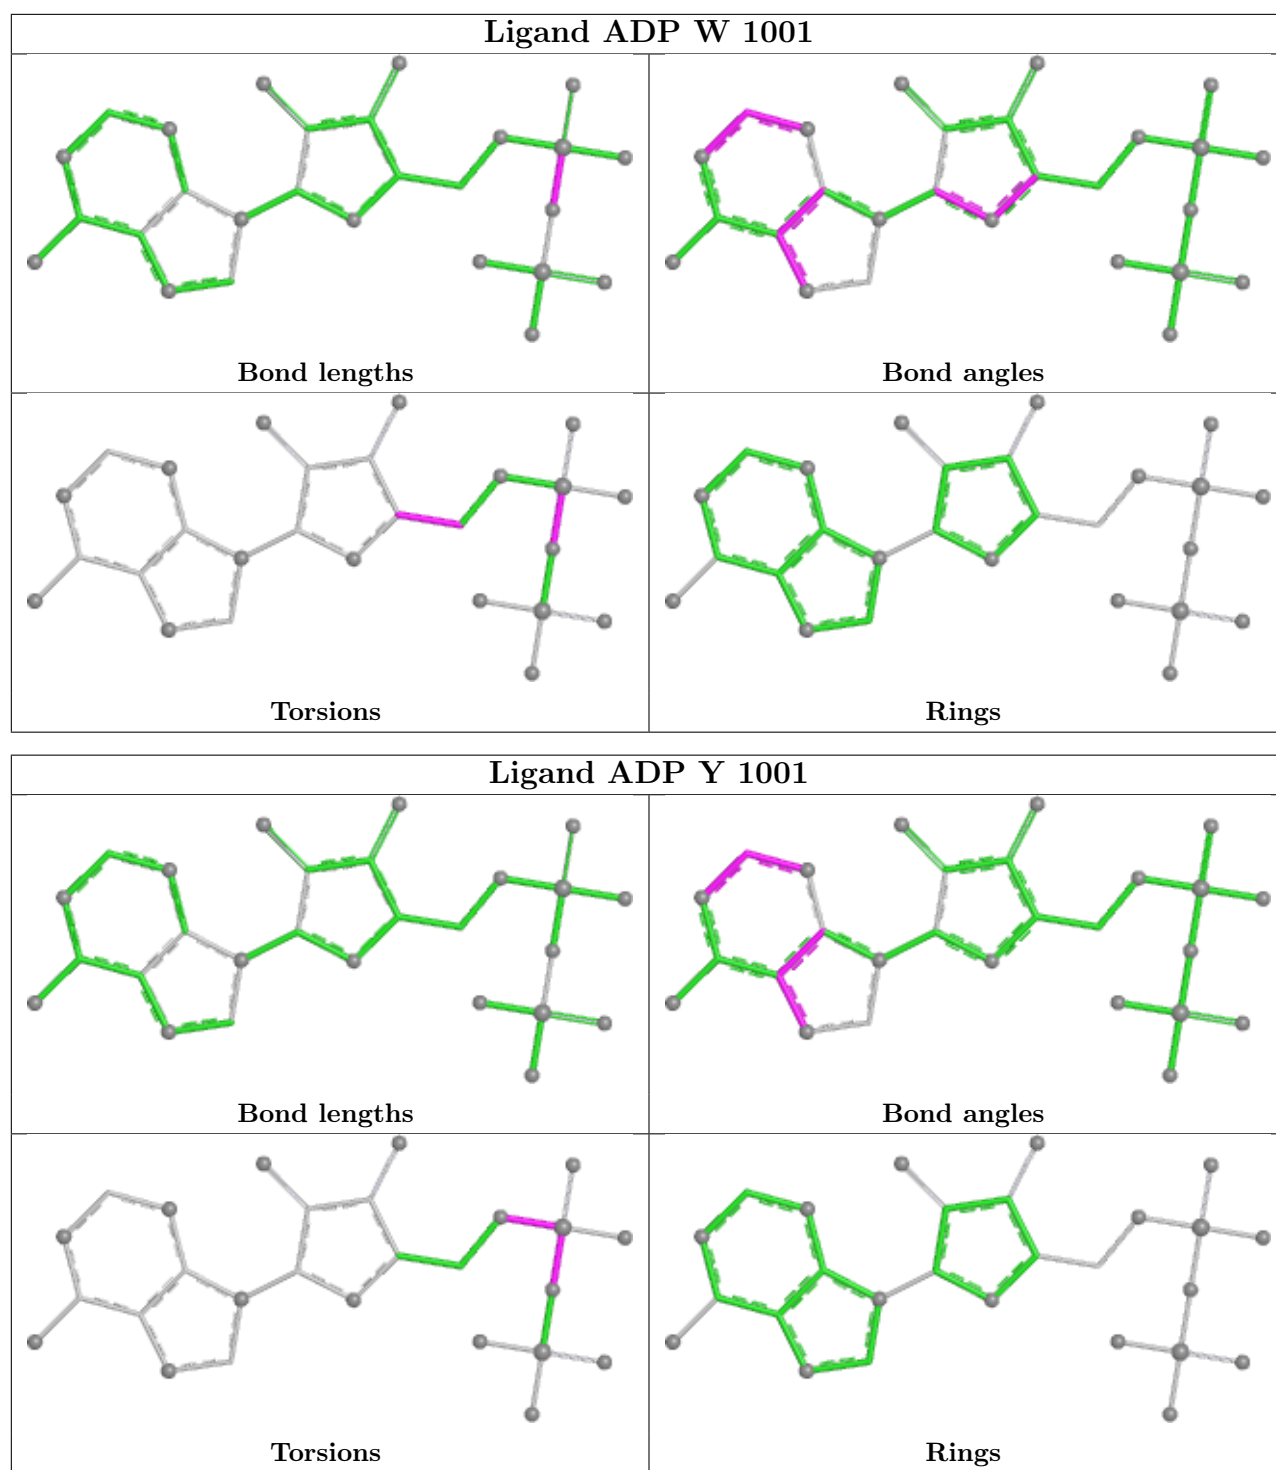 Ligand ADP W 1001
Bond lengths
Bond angles
Torsions
Rings
Ligand ADP Y 1001
Bond lengths
Bond angles
Torsions
Rings